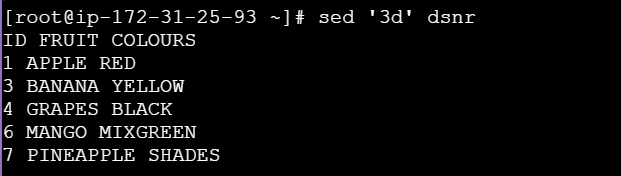 [root@ip-172-31-25-93 ~]# sed '3d' dsnr
ID FRUIT COLOURS
1 APPLE RED
3 BANANA YELLOW
4 GRAPES BLACK
6 MANGO MIXGREEN
7 PINEAPPLE SHADES